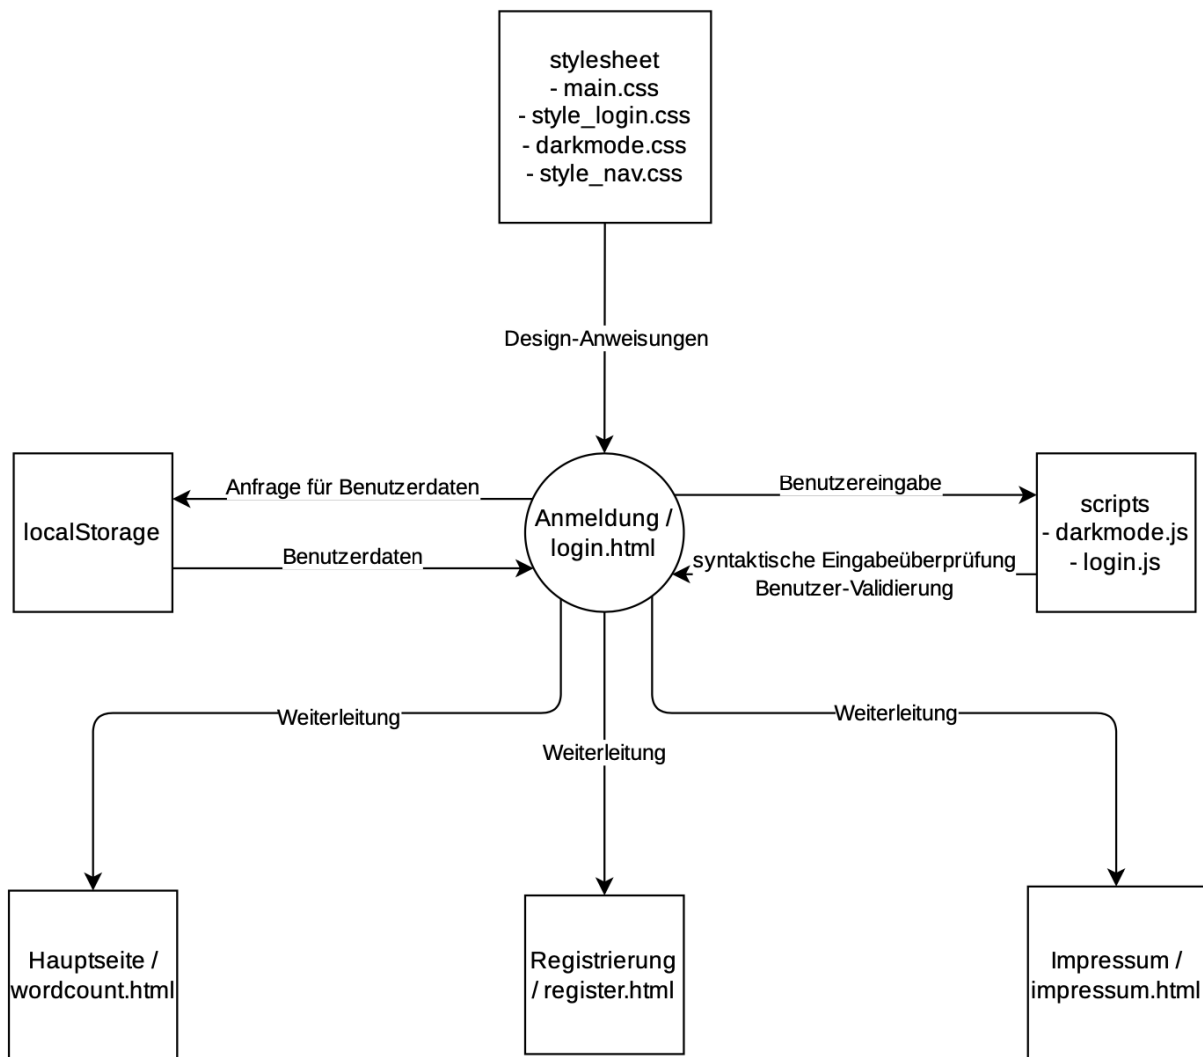 stylesheet
- main.css
- style_login.css
- darkmode.css
- style_nav.css
Design-Anweisungen
localStorage
Anfrage für Benutzerdaten
Benutzerdaten
Anmeldung /
login.html
Benutzereingabe
syntaktische Eingabeüberprüfung
Benutzer-Validierung
scripts
- darkmode.js
- login.js
Weiterleitung
Weiterleitung
Weiterleitung
Hauptseite /
wordcount.html
Registrierung
/ register.html
Impressum /
impressum.html